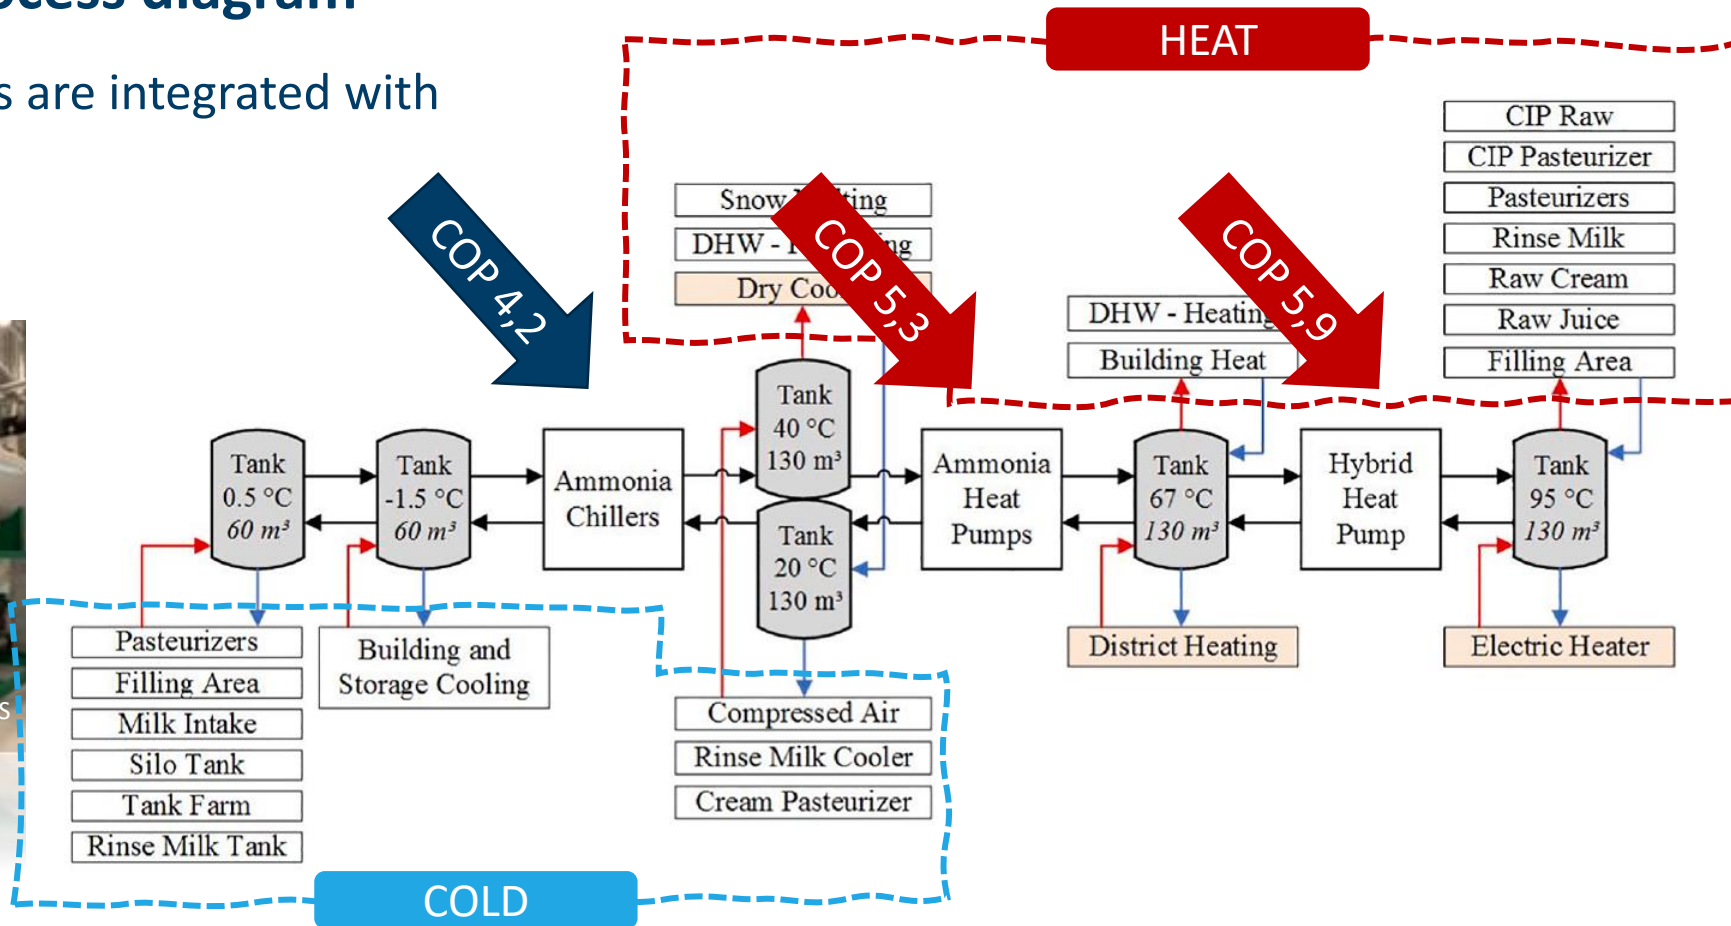 ocess diagram
s are integrated with
HEAT
CIP Raw
CIP Pasteurizer
Pasteurizers
Rinse Milk
Raw Cream
Raw Juice
Filling Area
Snow
ting
DHW -
ng
Dry Coo
COP 4,2
COP 5,3
COP 5,9
DHW - Heating
Building Heat
Tank
0.5 °C
60 m³
Tank
-1.5 °C
60 m³
Ammonia
Chillers
Tank
40 °C
130 m³
Tank
20 °C
130 m³
Ammonia
Heat
Pumps
Tank
67 °C
130 m³
Hybrid
Heat
Pump
Tank
95 °C
130 m³
Pasteurizers
Filling Area
Milk Intake
Silo Tank
Tank Farm
Rinse Milk Tank
Building and
Storage Cooling
Compressed Air
Rinse Milk Cooler
Cream Pasteurizer
District Heating
Electric Heater
s
COLD